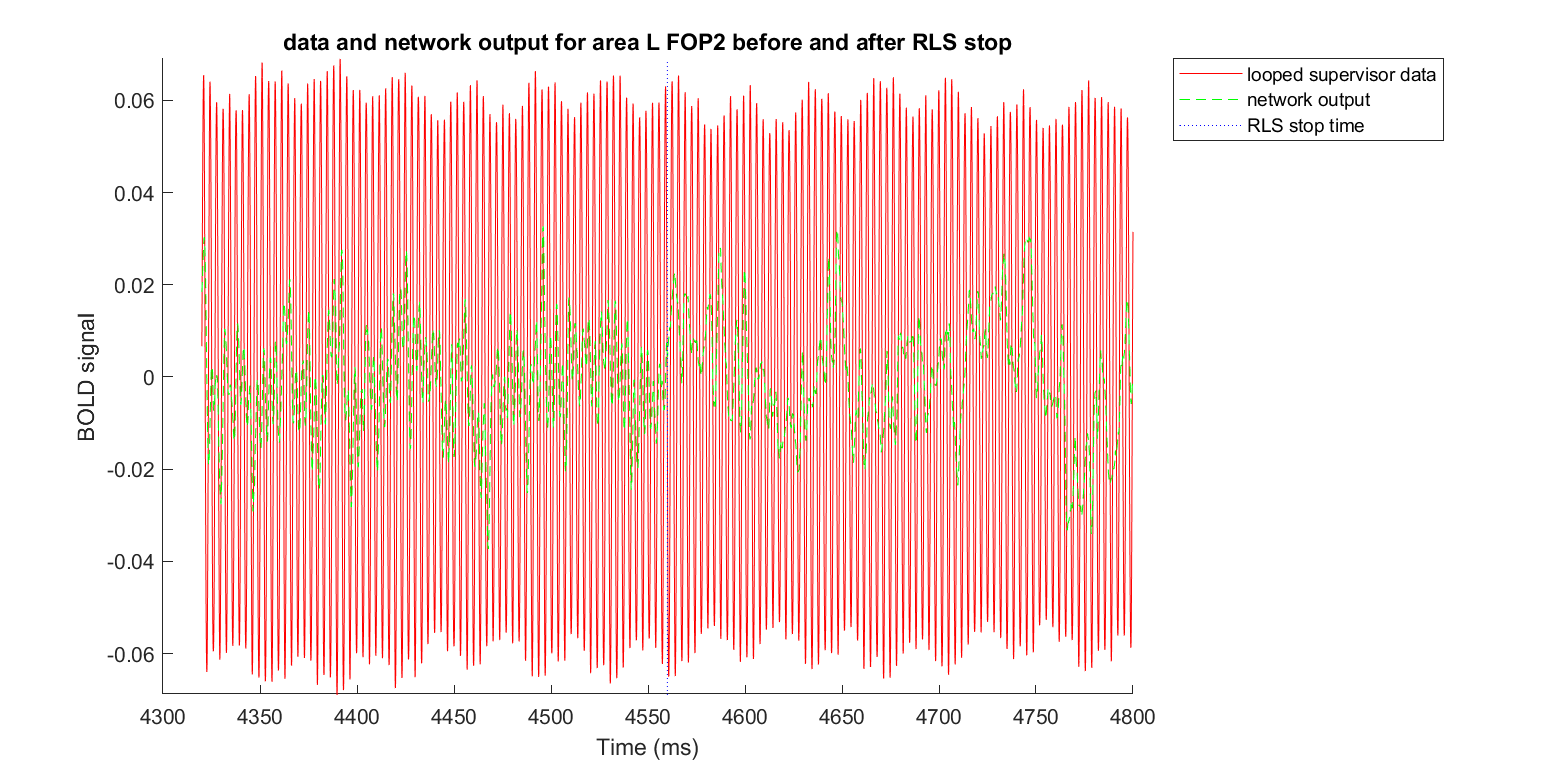 data and network output for area L FOP2 before and after RLS stop
looped supervisor data
network output
RLS stop time
BOLD signal
0.06
0.04
0.02
0
-0.02
-0.04
-0.06
4300 4350 4400 4450 4500 4550 4600 4650 4700 4750 4800
Time (ms)